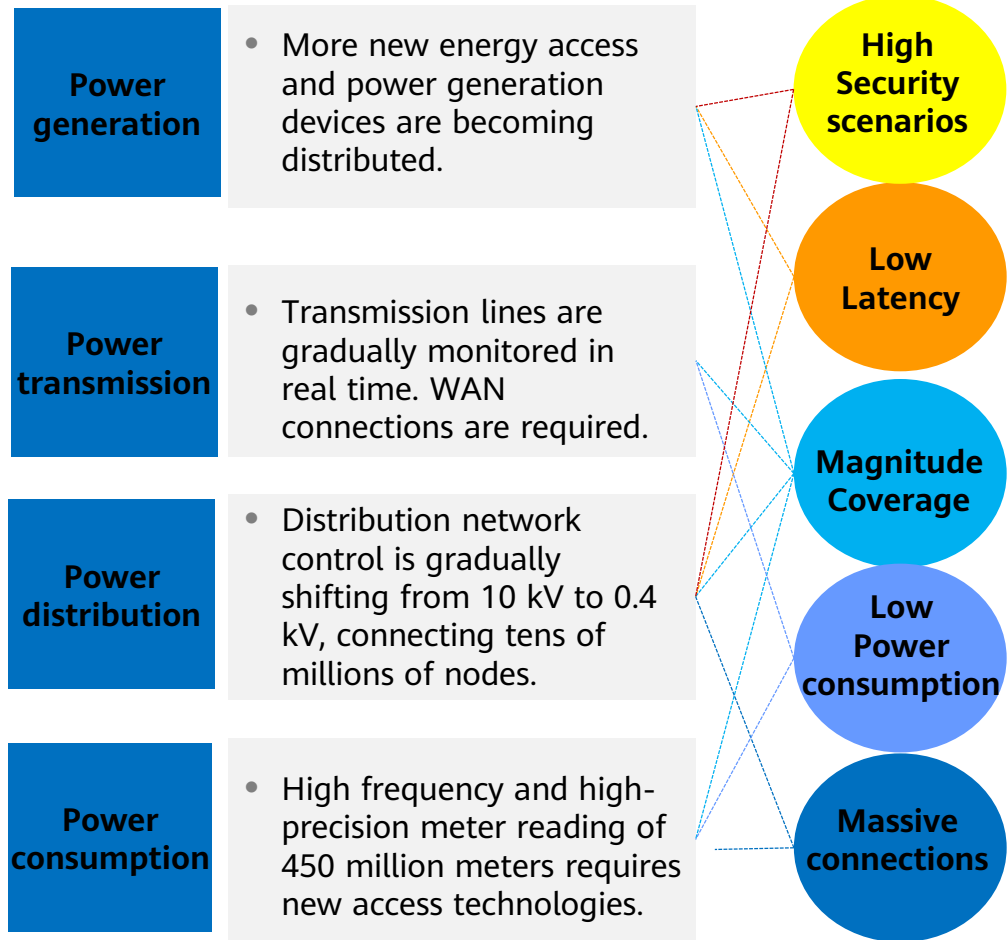 Power
generation
• More new energy access
and power generation
devices are becoming
distributed.
Power
transmission
• Transmission lines are
gradually monitored in
real time. WAN
connections are required.
Power
distribution
• Distribution network
control is gradually
shifting from 10 kV to 0.4
kV, connecting tens of
millions of nodes.
Power
consumption
• High frequency and high-
precision meter reading of
450 million meters requires
new access technologies.
High
Security
scenarios
Low
Latency
Magnitude
Coverage
Low
Power
consumption
Massive
connections